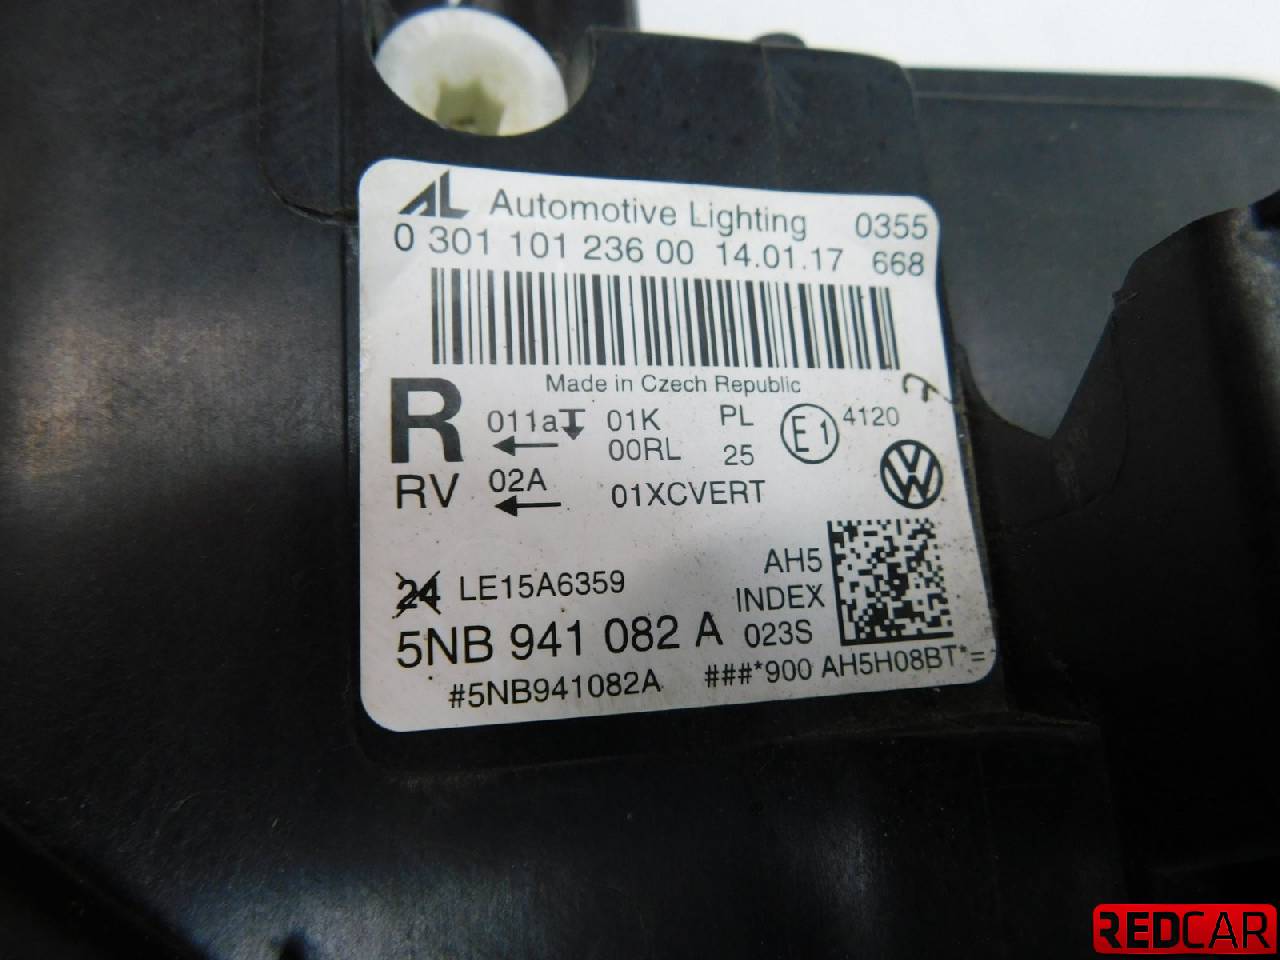 AL Automotive Lighting 0355
0 301 101 236 00 14.01.17 668
Made in Czech Republic
R 011a 01K PL E1 4120
00RL 25
RV 02A 01XCVERT
VW
24 LE15A6359 AH5
INDEX
5NB 941 082 A 023S
#5NB941082A ###*900 AH5H08BT*=
REDCAR